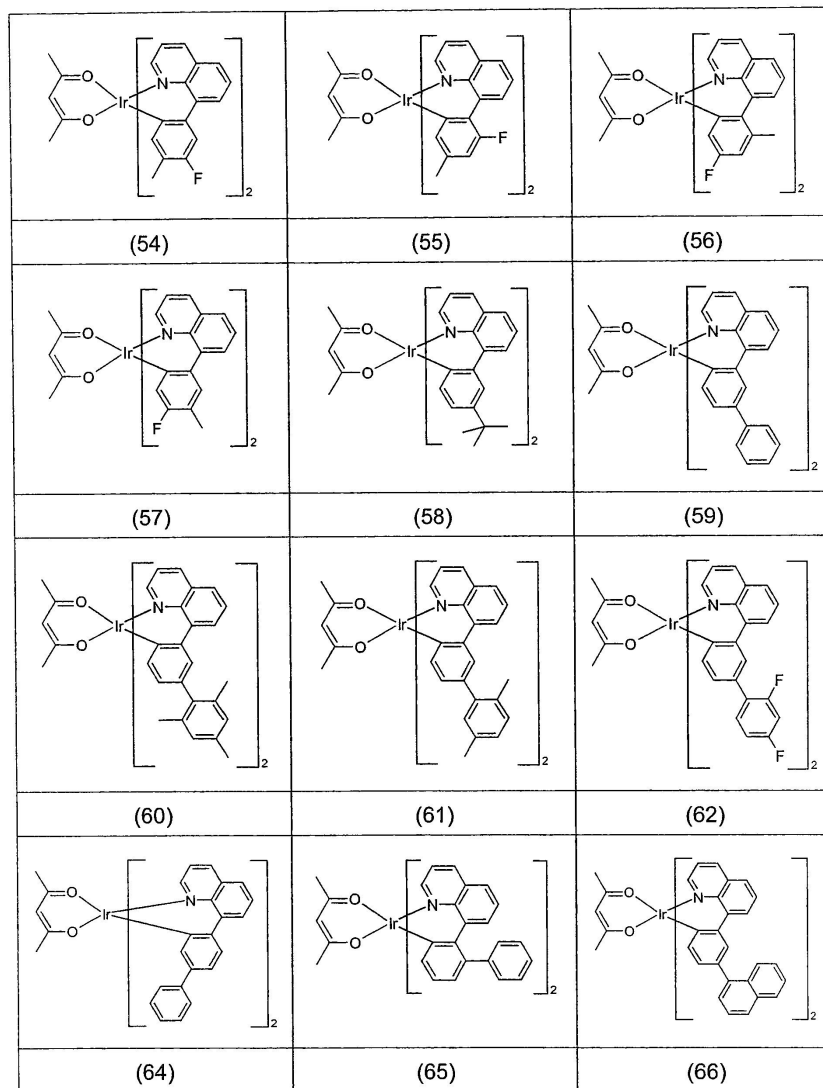 O
Ir
N
O
F
2
O
Ir
N
O
F
2
O
Ir
N
O
F
2
(54)
(55)
(56)
O
Ir
N
O
F
2
O
Ir
N
O
2
O
Ir
N
O
2
(57)
(58)
(59)
O
Ir
N
O
2
O
Ir
N
O
2
O
Ir
N
O
F
F
2
(60)
(61)
(62)
O
Ir
N
O
2
O
Ir
N
O
2
O
Ir
N
O
2
(64)
(65)
(66)